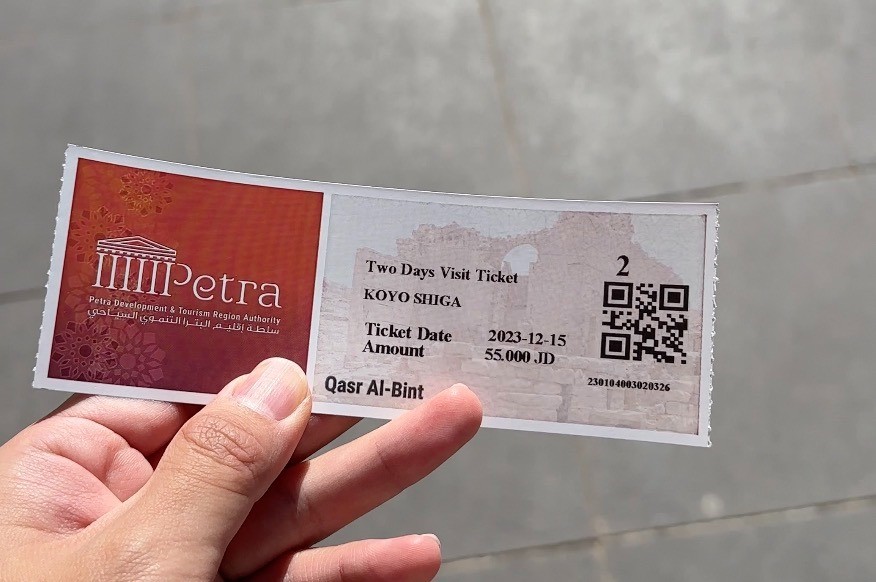 Petra
Petra Development & Tourism Region Authority
سلطة إقليم البترا التنموي السياحي
Two Days Visit Ticket
KOYO SHIGA
Ticket Date 2023-12-15
Amount 55.000 JD
Qasr Al-Bint
2
230104003020326